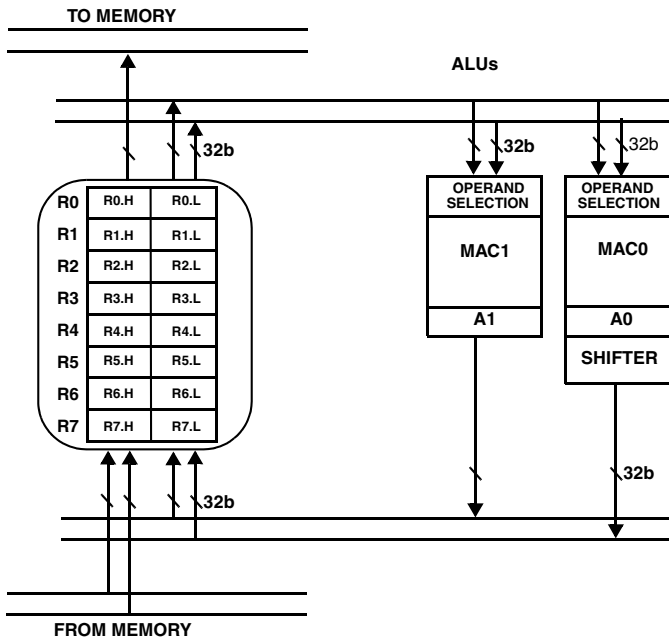 TO MEMORY
ALUs
32b
32b
32b
R0 R0.H R0.L
R1 R1.H R1.L
R2 R2.H R2.L
R3 R3.H R3.L
R4 R4.H R4.L
R5 R5.H R5.L
R6 R6.H R6.L
R7 R7.H R7.L
OPERAND
SELECTION
MAC1
A1
OPERAND
SELECTION
MAC0
A0
SHIFTER
32b
32b
FROM MEMORY